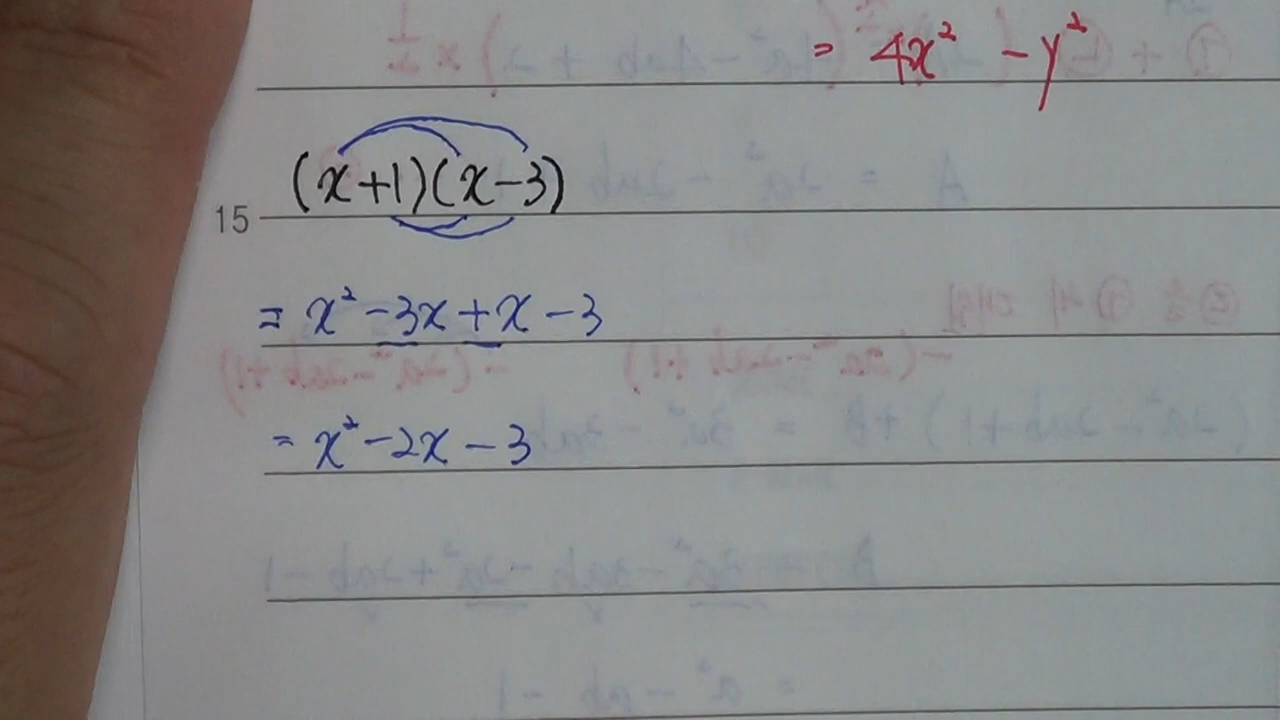 = 4x² - y²
(x+1)(x-3)
15
= x² - 3x + x - 3
= x² - 2x - 3